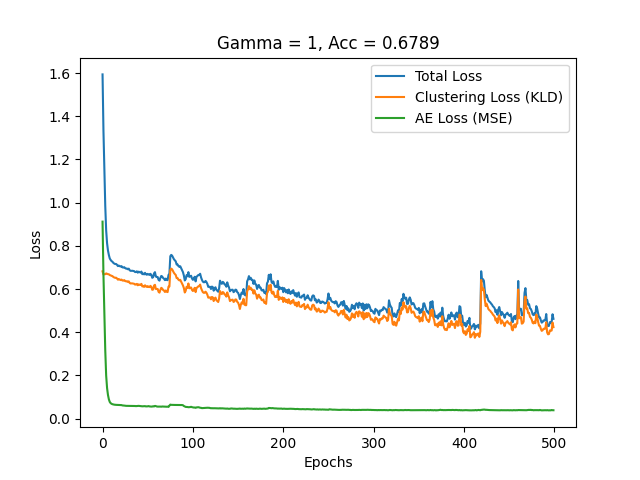 Gamma = 1, Acc = 0.6789
Total Loss
Clustering Loss (KLD)
AE Loss (MSE)
1.6
1.4
1.2
1.0
0.8
0.6
0.4
0.2
0.0
Loss
0 100 200 300 400 500
Epochs